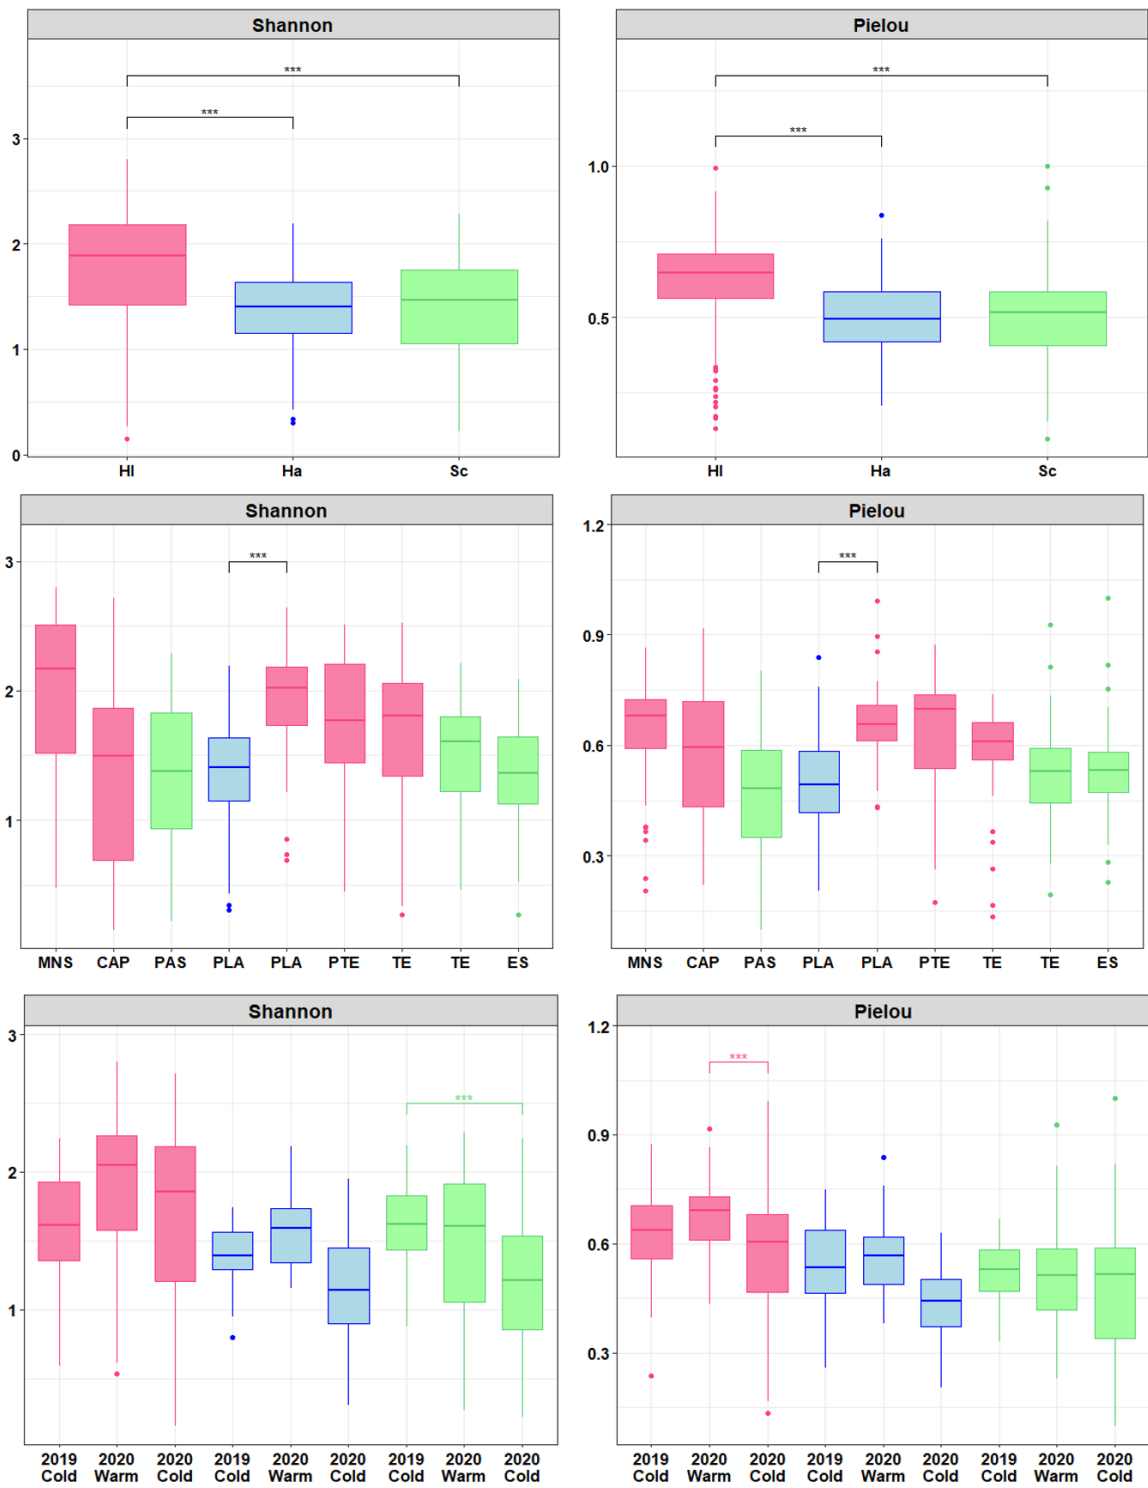 Shannon
***
***
3
2
1
0
HI Ha Sc
Pielou
***
***
1.0
0.5
HI Ha Sc
Shannon
***
3
2
1
MNS CAP PAS PLA PLA PTE TE TE ES
Pielou
***
1.2
0.9
0.6
0.3
MNS CAP PAS PLA PLA PTE TE TE ES
Shannon
***
3
2
1
2019 2020 2020 2019 2020 2020 2019 2020 2020
Cold Warm Cold Cold Warm Cold Cold Warm Cold
Pielou
***
1.2
0.9
0.6
0.3
2019 2020 2020 2019 2020 2020 2019 2020 2020
Cold Warm Cold Cold Warm Cold Cold Warm Cold